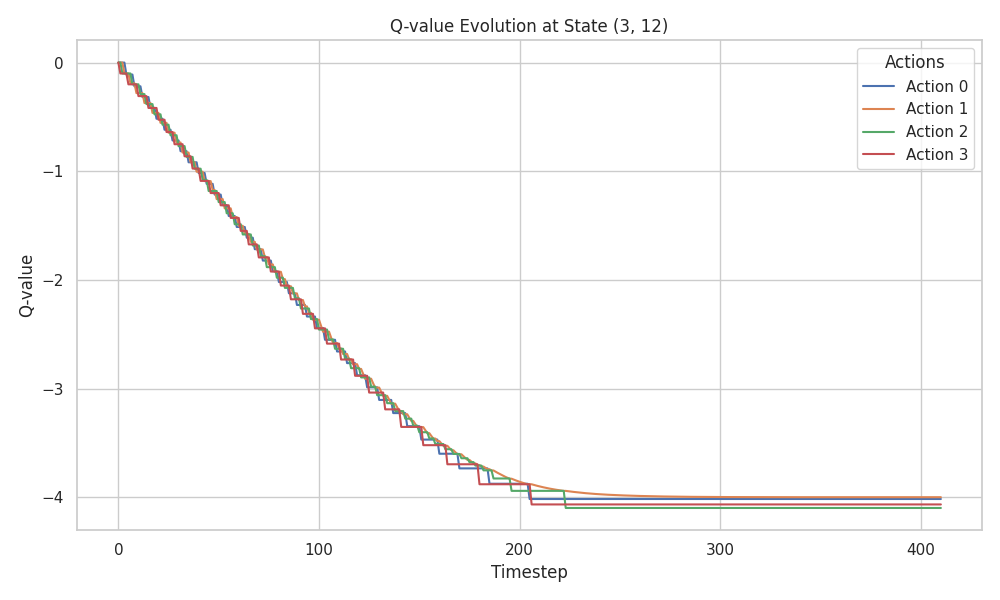 Q-value Evolution at State (3, 12)
Actions
Action 0
Action 1
Action 2
Action 3
Q-value
0
−1
−2
−3
−4
0 100 200 300 400
Timestep